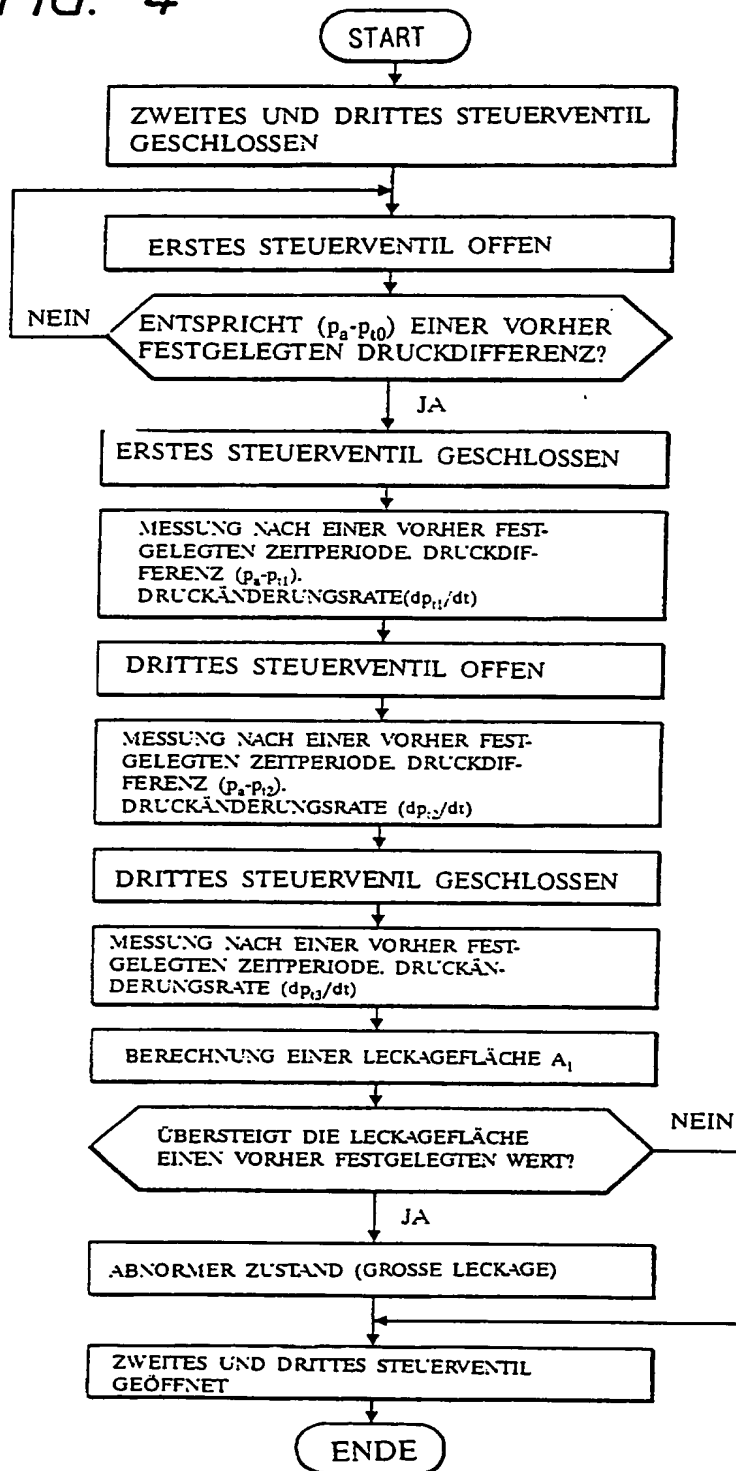 FIG. 4
START
ZWEITES UND DRITTES STEUERVENTIL
GESCHLOSSEN
ERSTES STEUERVENTIL OFFEN
NEIN
ENTSPRICHT (pa-pt0) EINER VORHER
FESTGELEGTEN DRUCKDIFFERENZ?
JA
ERSTES STEUERVENTIL GESCHLOSSEN
MESSUNG NACH EINER VORHER FEST-
GELEGTEN ZEITPERIODE. DRUCKDIF-
FERENZ (pa-pt1).
DRUCKÄNDERUNGSRATE(dpt1/dt)
DRITTES STEUERVENTIL OFFEN
MESSUNG NACH EINER VORHER FEST-
GELEGTEN ZEITPERIODE. DRUCKDIF-
FERENZ (pa-pt2).
DRUCKÄNDERUNGSRATE (dpt2/dt)
DRITTES STEUERVENIL GESCHLOSSEN
MESSUNG NACH EINER VORHER FEST-
GELEGTEN ZEITPERIODE. DRUCKÄN-
DERUNGSRATE (dpt3/dt)
BERECHNUNG EINER LECKAGEFLÄCHE A1
ÜBERSTEIGT DIE LECKAGEFLÄCHE
EINEN VORHER FESTGELEGTEN WERT?
NEIN
JA
ABNORMER ZUSTAND (GROSSE LECKAGE)
ZWEITES UND DRITTES STEUERVENTIL
GEÖFFNET
ENDE